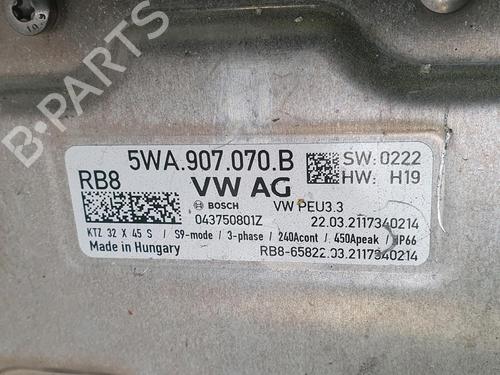 B-PARTS
5WA.907.070.B
SW:0222
HW: H19
RB8
VW AG
BOSCH
VW PEU3.3
043750801Z
22.03.2117340214
KTZ 32 X 45 S / S9-mode / 3-phase / 240Acont / 450Apeak / IP66
Made in Hungary
RB8-65822.03.2117340214